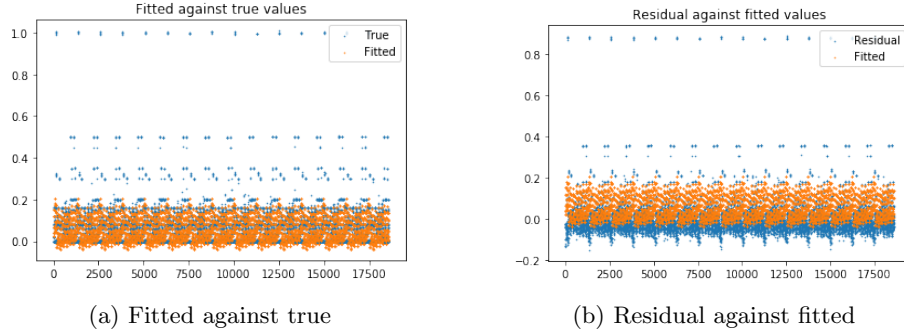 Fitted against true values
1.0
0.8
0.6
0.4
0.2
0.0
True
Fitted
0 2500 5000 7500 10000 12500 15000 17500
(a) Fitted against true
Residual against fitted values
0.8
0.6
0.4
0.2
0.0
−0.2
Residual
Fitted
0 2500 5000 7500 10000 12500 15000 17500
(b) Residual against fitted